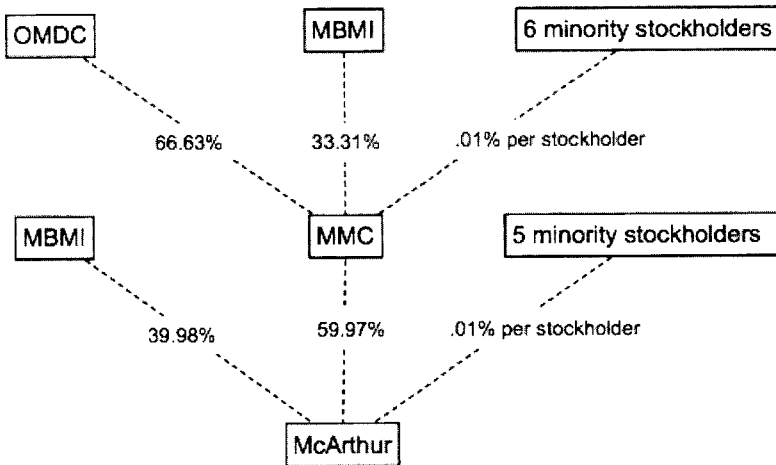 OMDC
MBMI
6 minority stockholders
66.63%
33.31%
.01% per stockholder
MBMI
MMC
5 minority stockholders
39.98%
59.97%
.01% per stockholder
McArthur